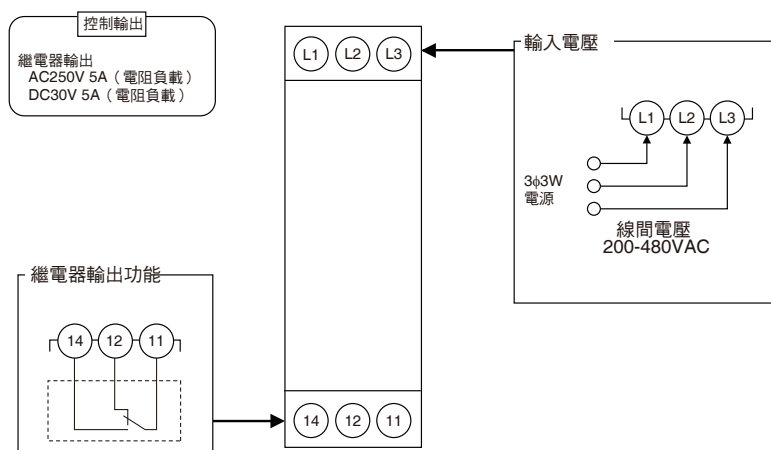 控制輸出
繼電器輸出
AC250V 5A（電阻負載）
DC30V 5A（電阻負載）
L1 L2 L3
輸入電壓
L1 L2 L3
3ϕ3W
電源
線間電壓
200-480VAC
繼電器輸出功能
14 12 11
14 12 11